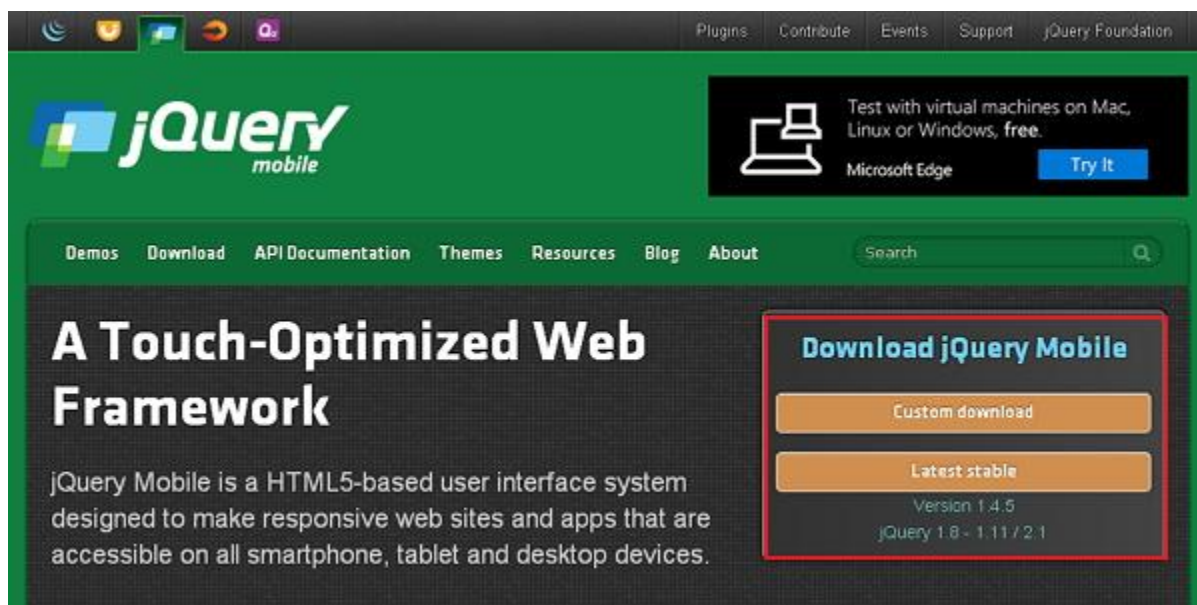 Plugins Contribute Events Support jQuery Foundation
jQuery
mobile
Test with virtual machines on Mac,
Linux or Windows, free.
Microsoft Edge
Try It
Demos Download API Documentation Themes Resources Blog About
Search
A Touch-Optimized Web
Framework
jQuery Mobile is a HTML5-based user interface system
designed to make responsive web sites and apps that are
accessible on all smartphone, tablet and desktop devices.
Download jQuery Mobile
Custom download
Latest stable
Version 1.4.5
jQuery 1.8 - 1.11 / 2.1